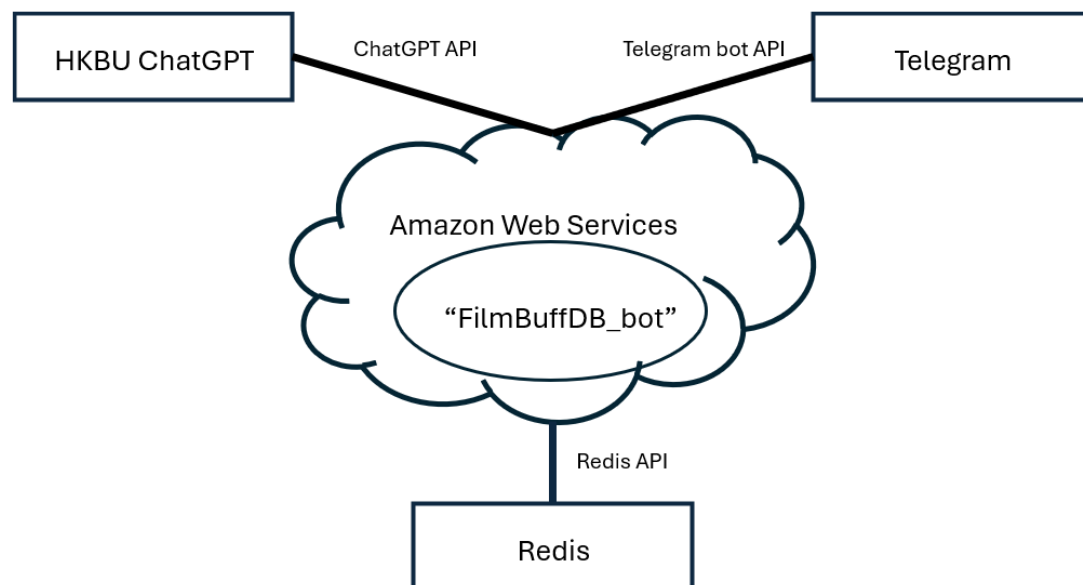 HKBU ChatGPT
ChatGPT API
Telegram bot API
Telegram
Amazon Web Services
“FilmBuffDB_bot”
Redis API
Redis